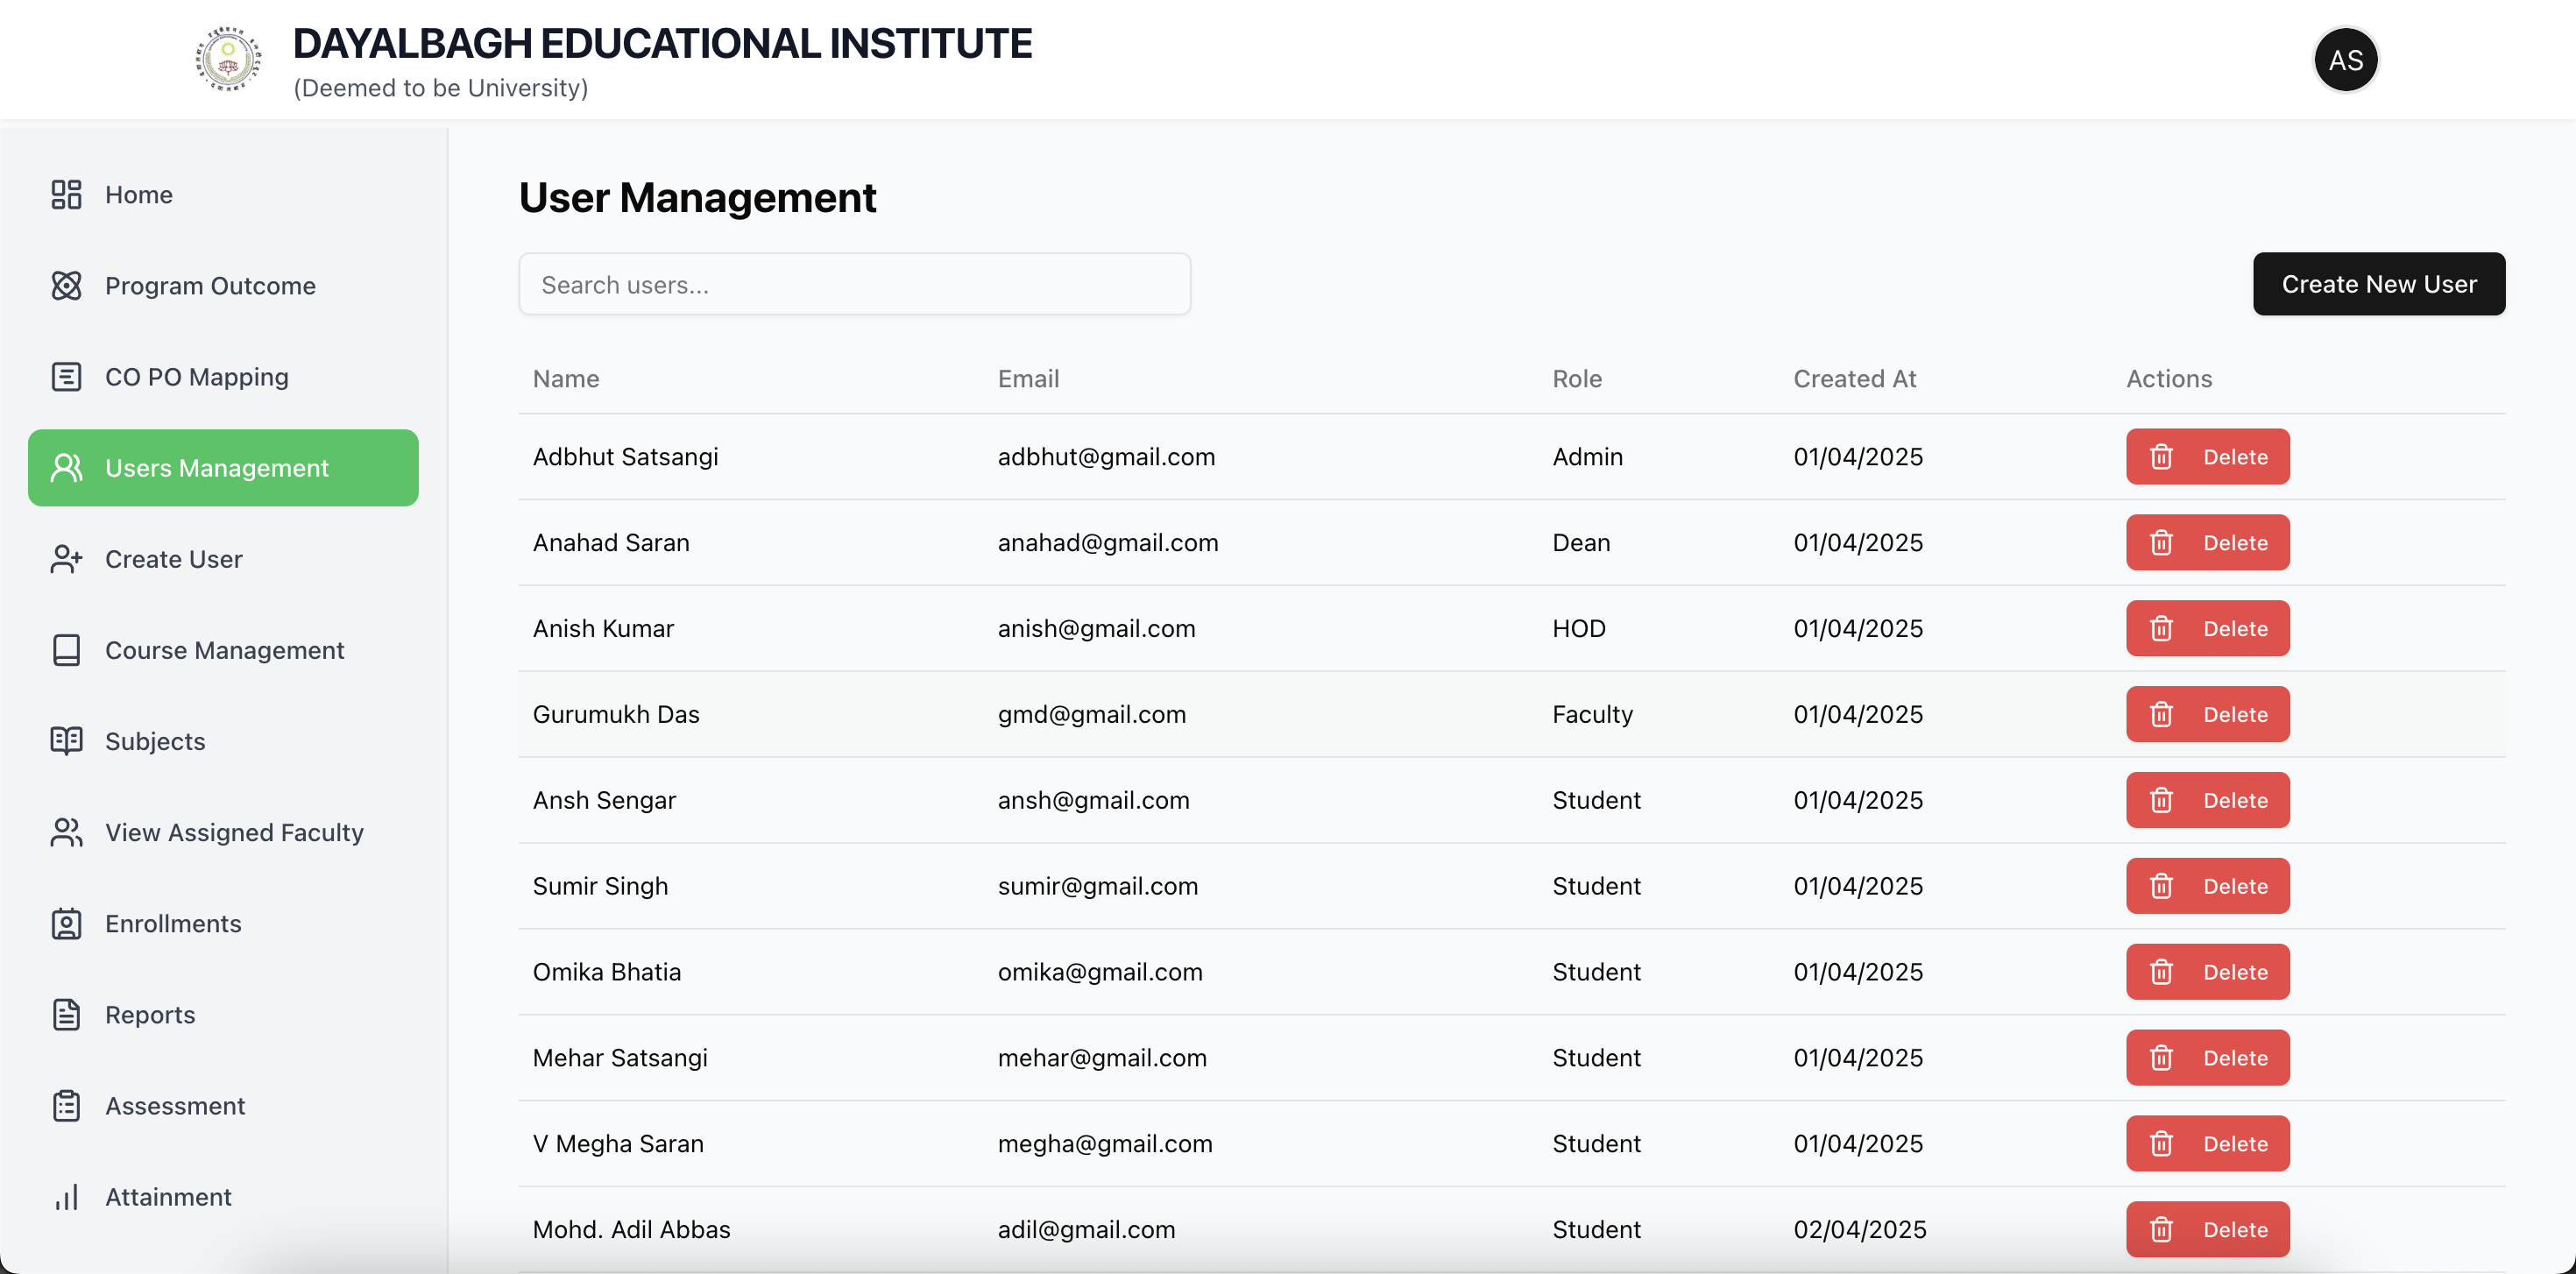 DAYALBAGH EDUCATIONAL INSTITUTE
(Deemed to be University)
AS
Home
Program Outcome
CO PO Mapping
Users Management
Create User
Course Management
Subjects
View Assigned Faculty
Enrollments
Reports
Assessment
Attainment
User Management
Search users...
Create New User
Name Email Role Created At Actions
Adbhut Satsangi adbhut@gmail.com Admin 01/04/2025 Delete
Anahad Saran anahad@gmail.com Dean 01/04/2025 Delete
Anish Kumar anish@gmail.com HOD 01/04/2025 Delete
Gurumukh Das gmd@gmail.com Faculty 01/04/2025 Delete
Ansh Sengar ansh@gmail.com Student 01/04/2025 Delete
Sumir Singh sumir@gmail.com Student 01/04/2025 Delete
Omika Bhatia omika@gmail.com Student 01/04/2025 Delete
Mehar Satsangi mehar@gmail.com Student 01/04/2025 Delete
V Megha Saran megha@gmail.com Student 01/04/2025 Delete
Mohd. Adil Abbas adil@gmail.com Student 02/04/2025 Delete